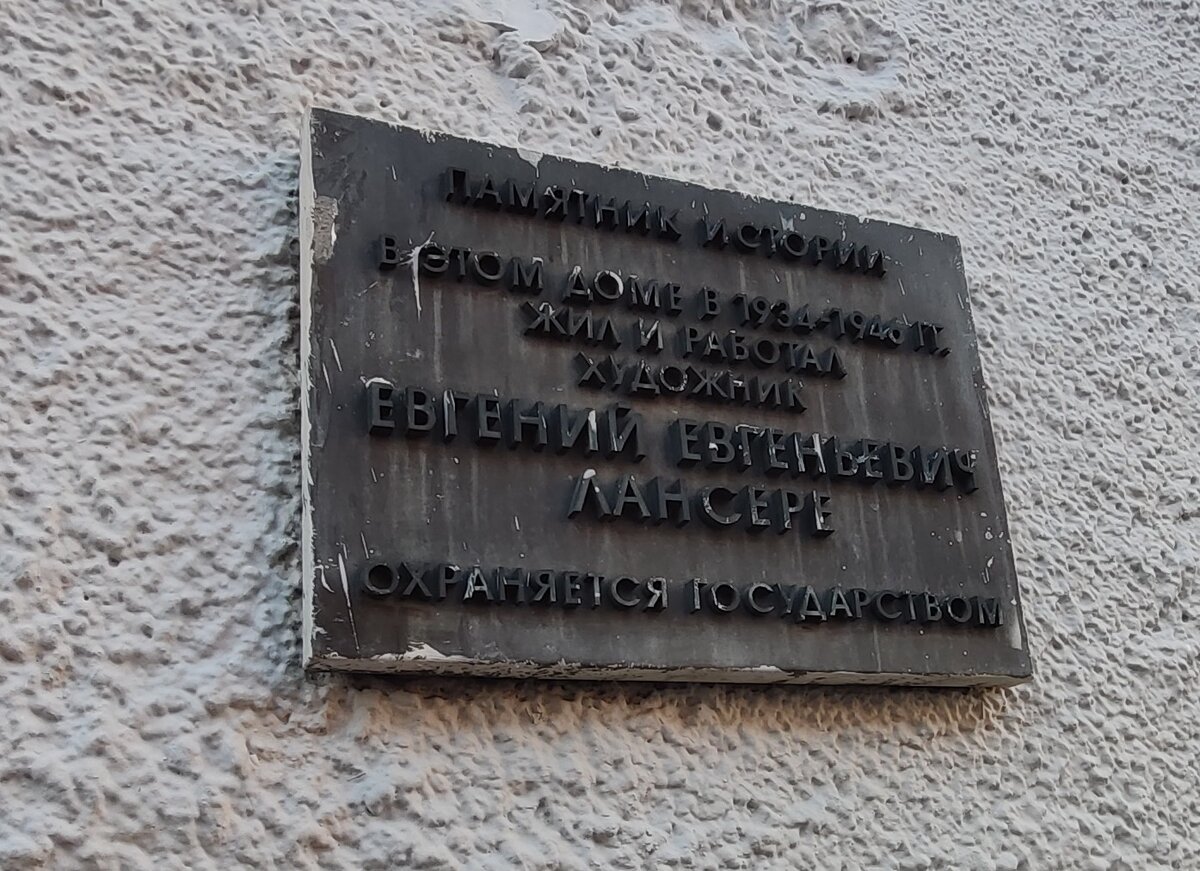 ПАМЯТНИК ИСТОРИИ
В ЭТОМ ДОМЕ В 1934-1946 ГГ.
ЖИЛ И РАБОТАЛ
ХУДОЖНИК
ЕВГЕНИЙ ЕВГЕНЬЕВИЧ
ЛАНСЕРЕ
ОХРАНЯЕТСЯ ГОСУДАРСТВОМ